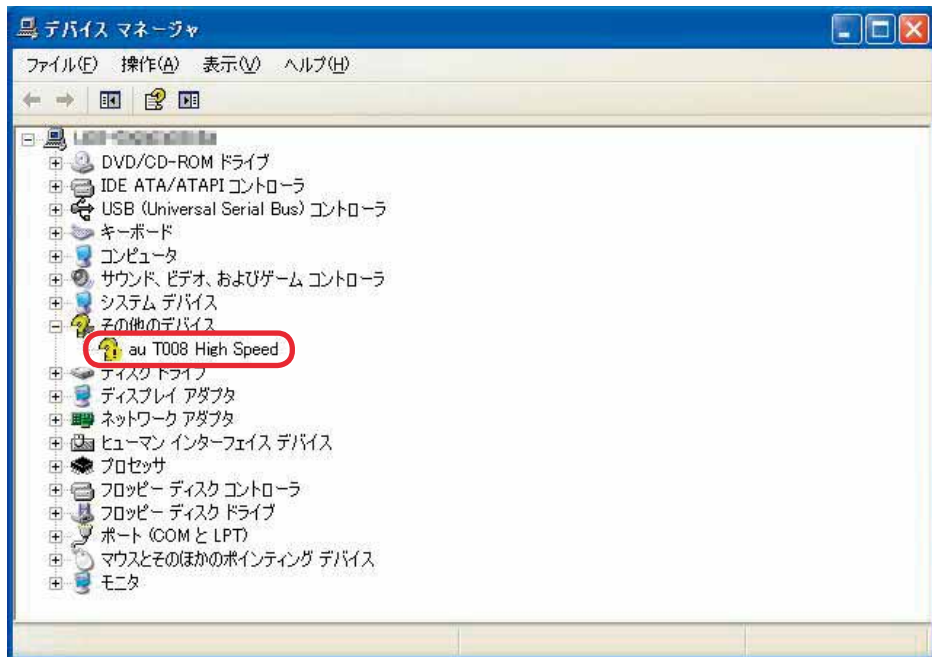 デバイス マネージャ
ファイル(F) 操作(A) 表示(V) ヘルプ(H)
DVD/CD-ROM ドライブ
IDE ATA/ATAPI コントローラ
USB (Universal Serial Bus) コントローラ
キーボード
コンピュータ
サウンド、ビデオ、およびゲーム コントローラ
システム デバイス
その他のデバイス
au T008 High Speed
ディスク ドライブ
ディスプレイ アダプタ
ネットワーク アダプタ
ヒューマン インターフェイス デバイス
プロセッサ
フロッピー ディスク コントローラ
フロッピー ディスク ドライブ
ポート (COM と LPT)
マウスとそのほかのポインティング デバイス
モニタ